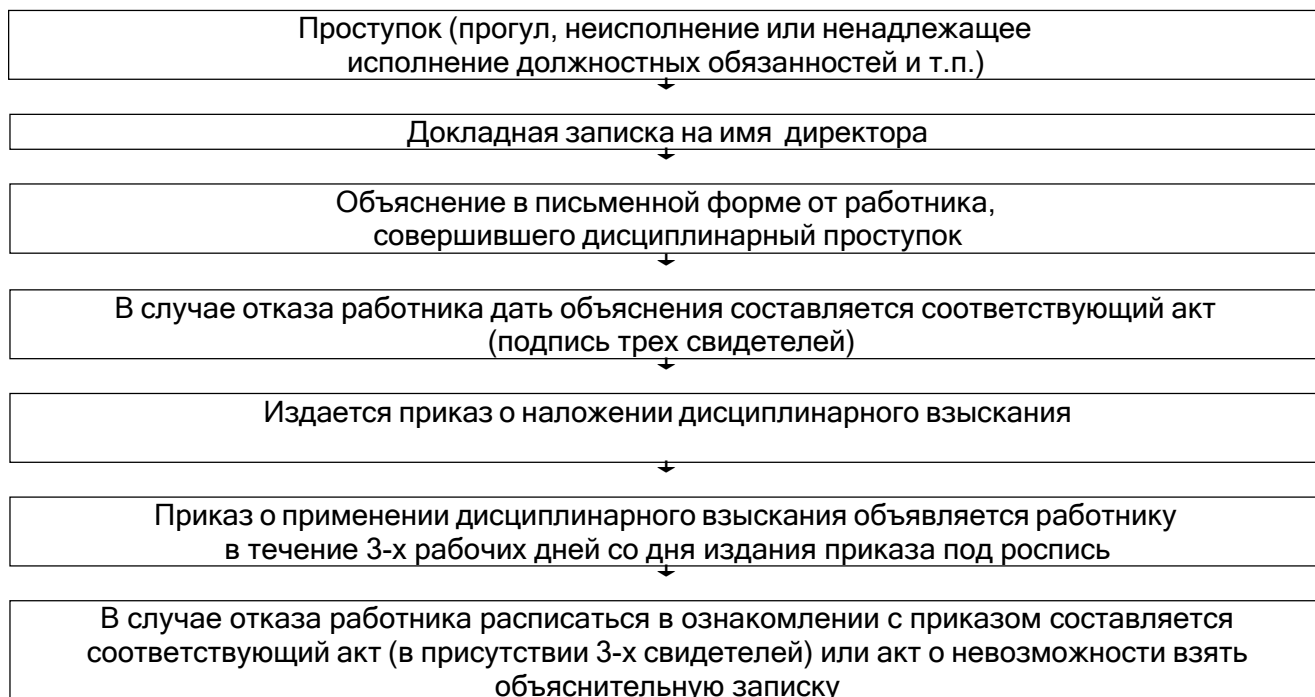 Проступок (прогул, неисполнение или ненадлежащее
исполнение должностных обязанностей и т.п.)
Докладная записка на имя директора
Объяснение в письменной форме от работника,
совершившего дисциплинарный проступок
В случае отказа работника дать объяснения составляется соответствующий акт
(подпись трех свидетелей)
Издается приказ о наложении дисциплинарного взыскания
Приказ о применении дисциплинарного взыскания объявляется работнику
в течение 3-х рабочих дней со дня издания приказа под роспись
В случае отказа работника расписаться в ознакомлении с приказом составляется
соответствующий акт (в присутствии 3-х свидетелей) или акт о невозможности взять
объяснительную записку